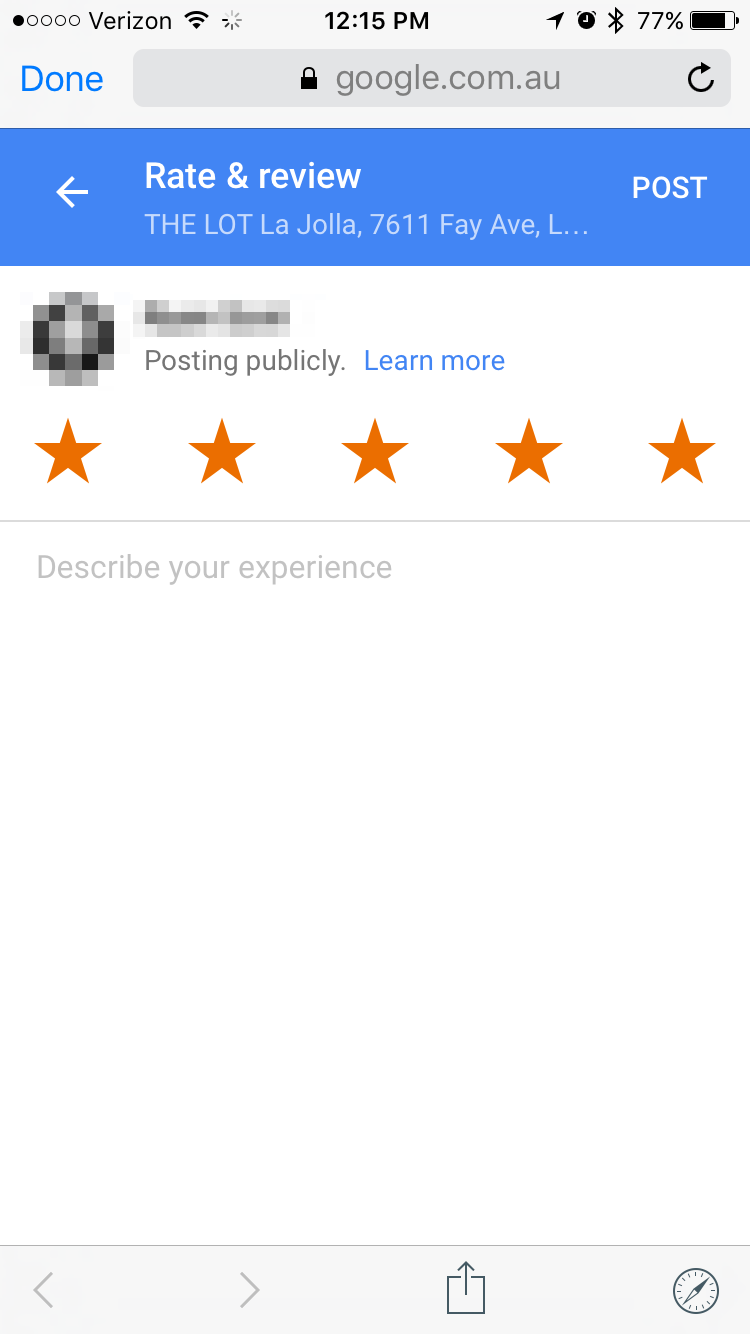 Verizon 12:15 PM 77%
Done google.com.au
Rate & review
POST
THE LOT La Jolla, 7611 Fay Ave, L...
Posting publicly. Learn more
Describe your experience